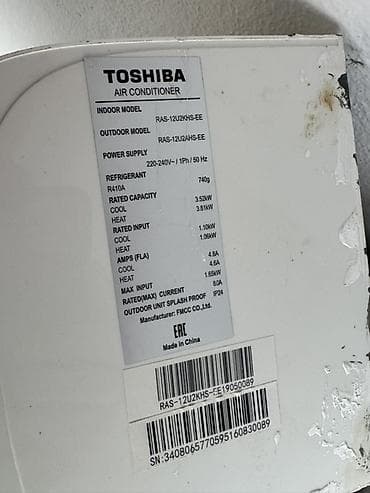 TOSHIBA
AIR CONDITIONER
INDOOR MODEL
RAS-12U2KHS-EE
OUTDOOR MODEL
RAS-12U2AHS-EE
POWER SUPPLY
220-240V~ / 1Ph / 50 Hz
REFRIGERANT
R410A 740g
RATED CAPACITY
COOL 3.52kW
HEAT 3.81kW
RATED INPUT
COOL 1.10kW
HEAT 1.06kW
AMPS (FLA)
COOL 4.8A
HEAT 4.6A
MAX INPUT 1.65kW
RATED(MAX) CURRENT 8.0A
OUTDOOR UNIT SPLASH PROOF IP24
Manufacturer: FMCC CO.,Ltd.
EAC
Made in China
RAS-12U2KHS-EE19050089
SN:3408065770595160830089